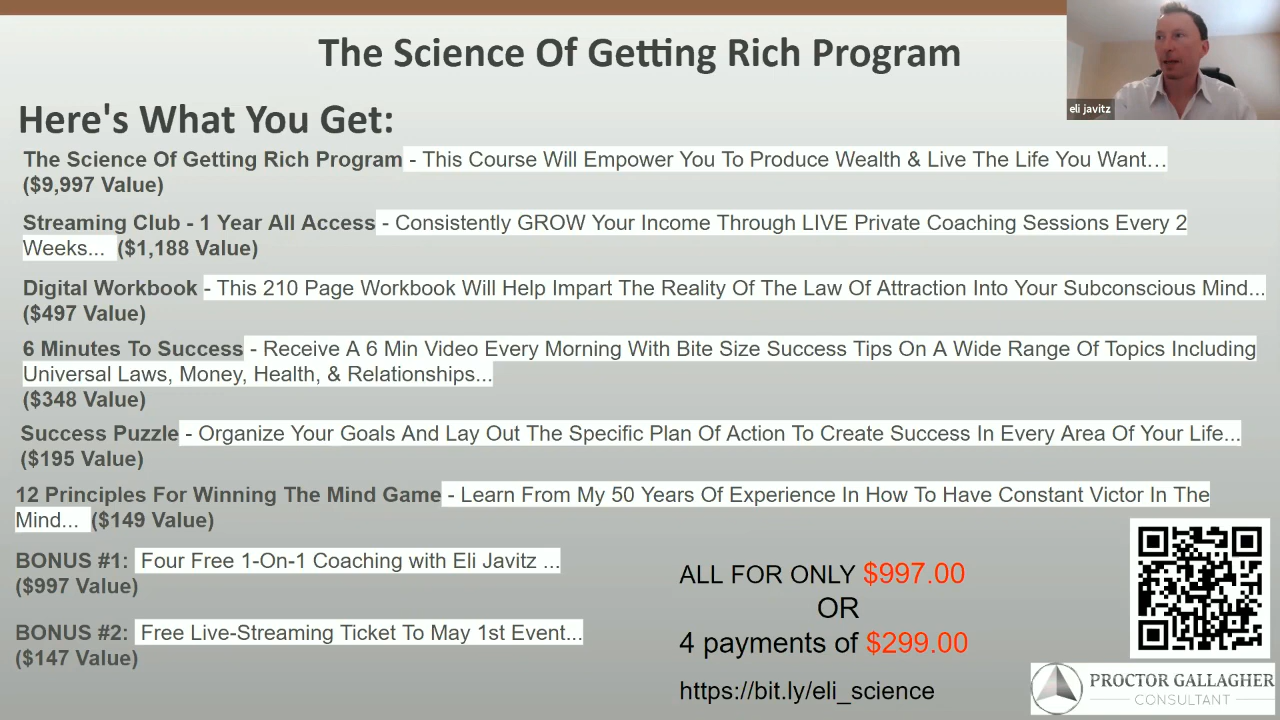 The Science Of Getting Rich Program
eli javitz
Here's What You Get:
The Science Of Getting Rich Program - This Course Will Empower You To Produce Wealth & Live The Life You Want…
($9,997 Value)
Streaming Club - 1 Year All Access - Consistently GROW Your Income Through LIVE Private Coaching Sessions Every 2
Weeks... ($1,188 Value)
Digital Workbook - This 210 Page Workbook Will Help Impart The Reality Of The Law Of Attraction Into Your Subconscious Mind...
($497 Value)
6 Minutes To Success - Receive A 6 Min Video Every Morning With Bite Size Success Tips On A Wide Range Of Topics Including
Universal Laws, Money, Health, & Relationships...
($348 Value)
Success Puzzle - Organize Your Goals And Lay Out The Specific Plan Of Action To Create Success In Every Area Of Your Life...
($195 Value)
12 Principles For Winning The Mind Game - Learn From My 50 Years Of Experience In How To Have Constant Victor In The
Mind... ($149 Value)
BONUS #1: Four Free 1-On-1 Coaching with Eli Javitz ...
($997 Value)
BONUS #2: Free Live-Streaming Ticket To May 1st Event...
($147 Value)
ALL FOR ONLY $997.00
OR
4 payments of $299.00
https://bit.ly/eli_science
PROCTOR GALLAGHER
CONSULTANT